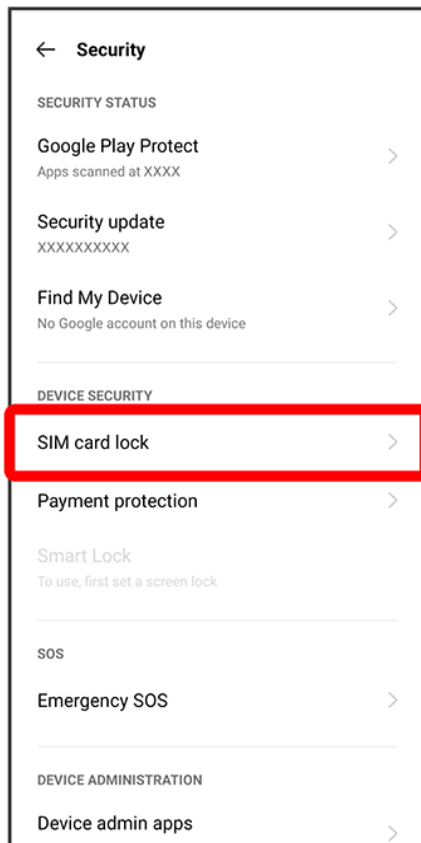 Security
SECURITY STATUS
Google Play Protect
Apps scanned at XXXX
Security update
XXXXXXXXXX
Find My Device
No Google account on this device
DEVICE SECURITY
SIM card lock
Payment protection
Smart Lock
To use, first set a screen lock
SOS
Emergency SOS
DEVICE ADMINISTRATION
Device admin apps